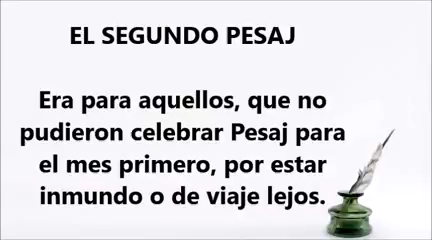 EL SEGUNDO PESAJ
Era para aquellos, que no
pudieron celebrar Pesaj para
el mes primero, por estar
inmundo o de viaje lejos.